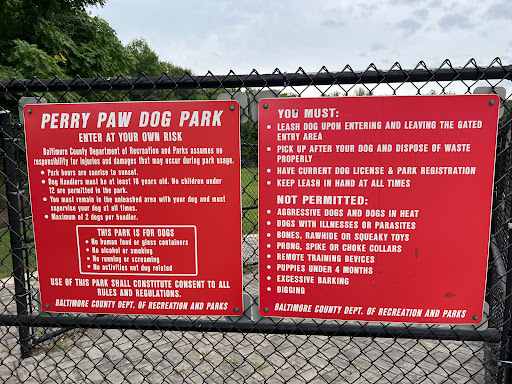 PERRY PAW DOG PARK
ENTER AT YOUR OWN RISK
Baltimore County Department of Recreation and Parks assumes no
responsibility for injuries and damages that may occur during park usage.
• Park hours are sunrise to sunset.
• Dog Handlers must be at least 18 years old. No children under
12 are permitted in the park.
• You must remain in the unleashed area with your dog and must
supervise your dog at all times.
• Maximum of 2 dogs per handler.
THIS PARK IS FOR DOGS
• No human food or glass containers
• No alcohol or smoking
• No running or screaming
• No activities not dog related
USE OF THIS PARK SHALL CONSTITUTE CONSENT TO ALL
RULES AND REGULATIONS.
BALTIMORE COUNTY DEPT. OF RECREATION AND PARKS
YOU MUST:
• LEASH DOG UPON ENTERING AND LEAVING THE GATED
ENTRY AREA
• PICK UP AFTER YOUR DOG AND DISPOSE OF WASTE
PROPERLY
• HAVE CURRENT DOG LICENSE & PARK REGISTRATION
• KEEP LEASH IN HAND AT ALL TIMES
NOT PERMITTED:
• AGGRESSIVE DOGS AND DOGS IN HEAT
• DOGS WITH ILLNESSES OR PARASITES
• BONES, RAWHIDE OR SQUEAKY TOYS
• PRONG, SPIKE OR CHOKE COLLARS
• REMOTE TRAINING DEVICES
• PUPPIES UNDER 4 MONTHS
• EXCESSIVE BARKING
• DIGGING
BALTIMORE COUNTY DEPT. OF RECREATION AND PARKS